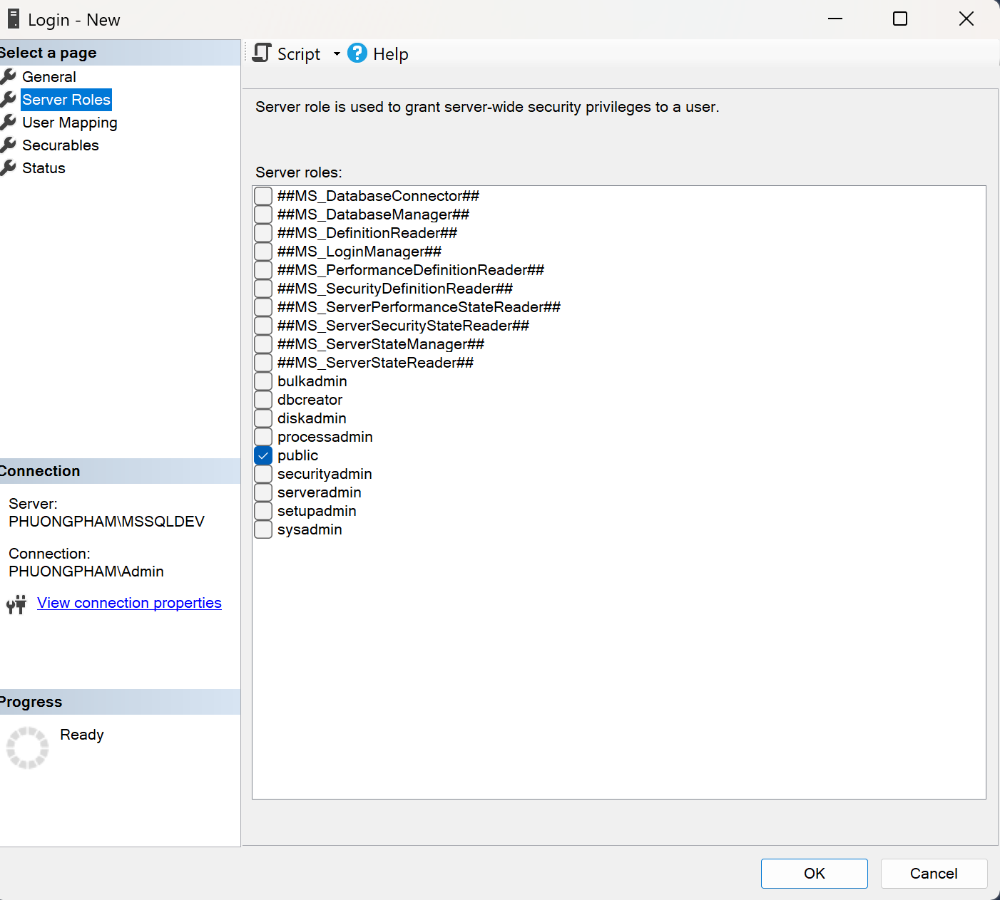 Login - New
Select a page
General
Server Roles
User Mapping
Securables
Status
Script
Help
Server role is used to grant server-wide security privileges to a user.
Server roles:
##MS_DatabaseConnector##
##MS_DatabaseManager##
##MS_DefinitionReader##
##MS_LoginManager##
##MS_PerformanceDefinitionReader##
##MS_SecurityDefinitionReader##
##MS_ServerPerformanceStateReader##
##MS_ServerSecurityStateReader##
##MS_ServerStateManager##
##MS_ServerStateReader##
bulkadmin
dbcreator
diskadmin
processadmin
public
securityadmin
serveradmin
setupadmin
sysadmin
Connection
Server:
PHUONGPHAM\MSSQLDEV
Connection:
PHUONGPHAM\Admin
View connection properties
Progress
Ready
OK
Cancel